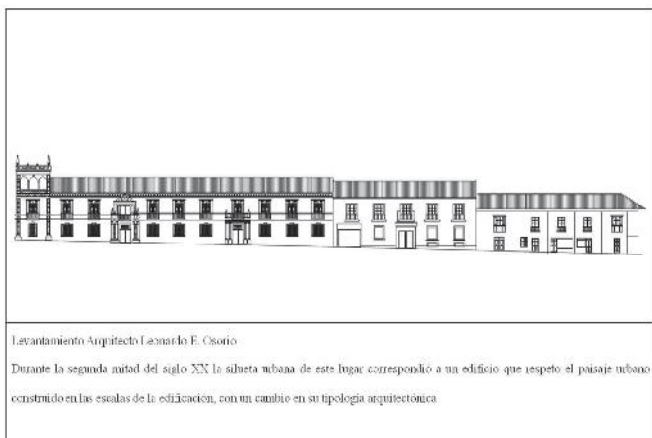 Levantamiento Arquitecto Leonardo E. Osorio
Durante la segunda mitad del siglo XX la silueta urbana de este lugar correspondio a un edificio que respeto el paisaje urbano
construido en las escalas de la edificación, con un cambio en su tipología arquitectónica